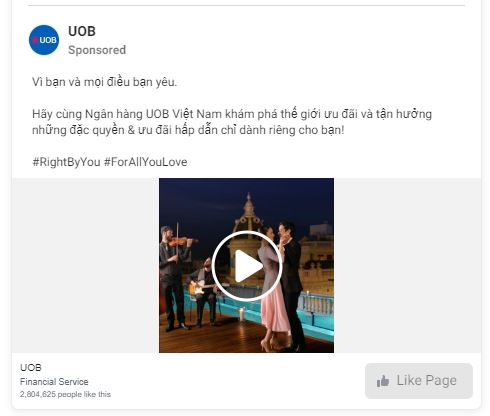 UOB
UOB
Sponsored
Vì bạn và mọi điều bạn yêu.
Hãy cùng Ngân hàng UOB Việt Nam khám phá thế giới ưu đãi và tận hưởng
những đặc quyền & ưu đãi hấp dẫn chỉ dành riêng cho bạn!
#RightByYou #ForAllYouLove
UOB
Financial Service
2,804,625 people like this
Like Page